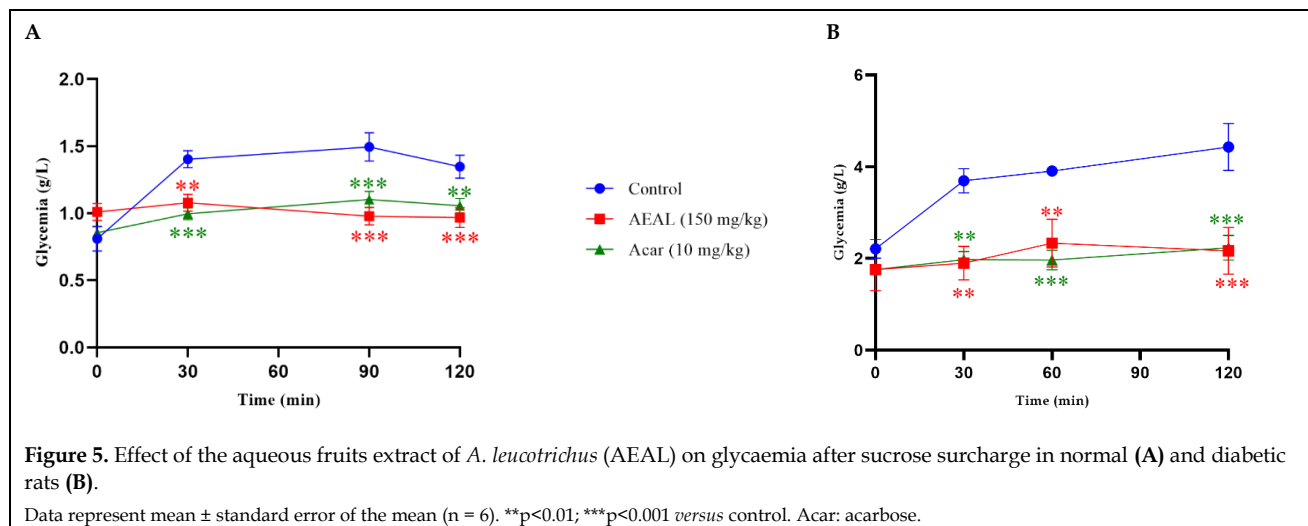 A
B
2.0
1.5
1.0
0.5
0.0
Glycemia (g/L)
**
***
***
***
**
***
0
30
60
90
120
Time (min)
Control
AEAL (150 mg/kg)
Acar (10 mg/kg)
6
4
2
0
Glycemia (g/L)
**
**
**
***
***
***
0
30
60
90
120
Time (min)
Figure 5. Effect of the aqueous fruits extract of A. leucotrichus (AEAL) on glycaemia after sucrose surcharge in normal (A) and diabetic
rats (B).
Data represent mean ± standard error of the mean (n = 6). **p<0.01; ***p<0.001 versus control. Acar: acarbose.